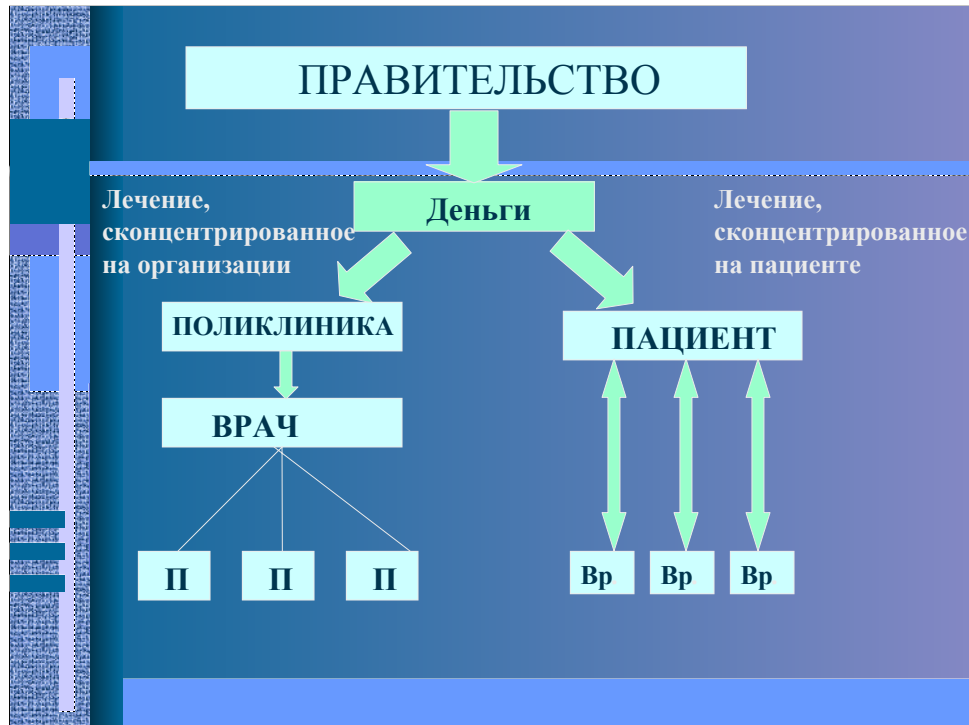 ПРАВИТЕЛЬСТВО
Деньги
Лечение,
сконцентрированное
на организации
Лечение,
сконцентрированное
на пациенте
ПОЛИКЛИНИКА
ПАЦИЕНТ
ВРАЧ
П П П
Вр Вр Вр